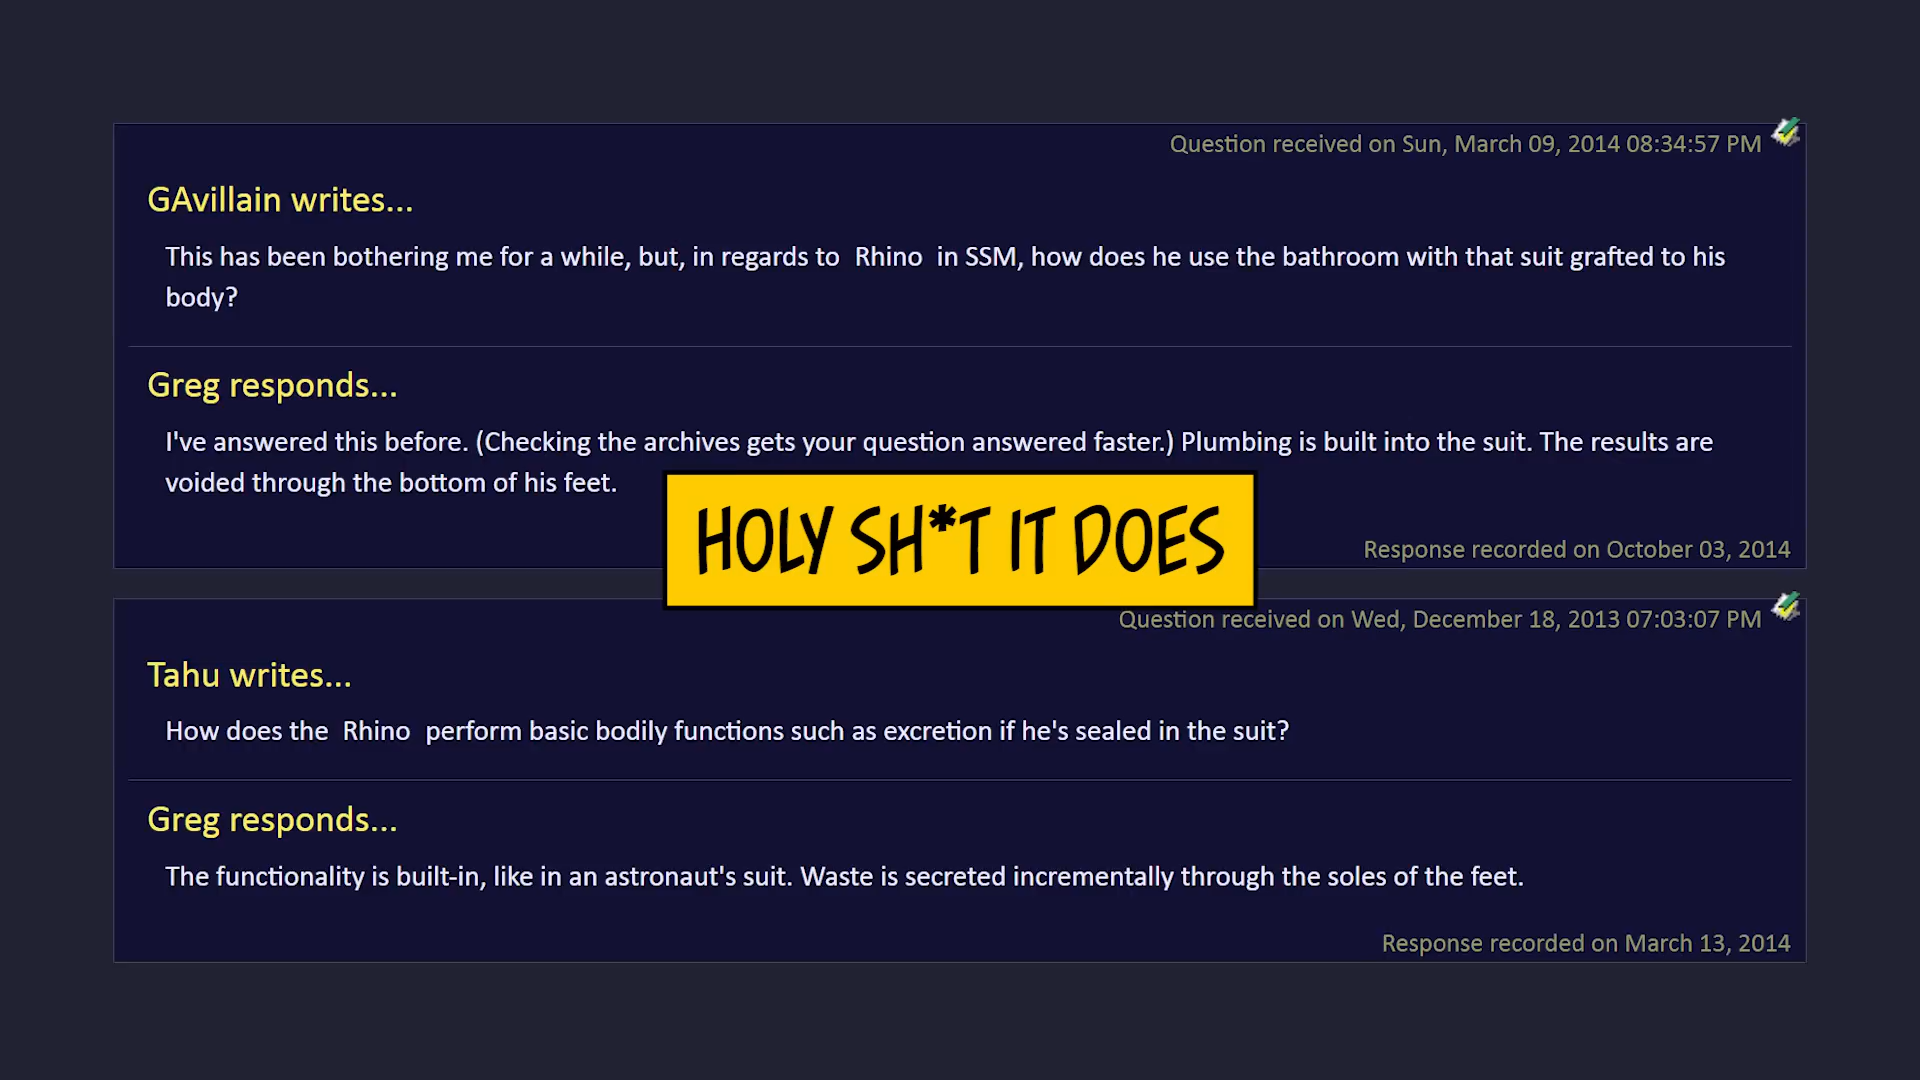 Question received on Sun, March 09, 2014 08:34:57 PM
GAvillain writes...
This has been bothering me for a while, but, in regards to Rhino in SSM, how does he use the bathroom with that suit grafted to his
body?
Greg responds...
I've answered this before. (Checking the archives gets your question answered faster.) Plumbing is built into the suit. The results are
voided through the bottom of his feet.
HOLY SH*T IT DOES
Response recorded on October 03, 2014
Question received on Wed, December 18, 2013 07:03:07 PM
Tahu writes...
How does the Rhino perform basic bodily functions such as excretion if he's sealed in the suit?
Greg responds...
The functionality is built-in, like in an astronaut's suit. Waste is secreted incrementally through the soles of the feet.
Response recorded on March 13, 2014